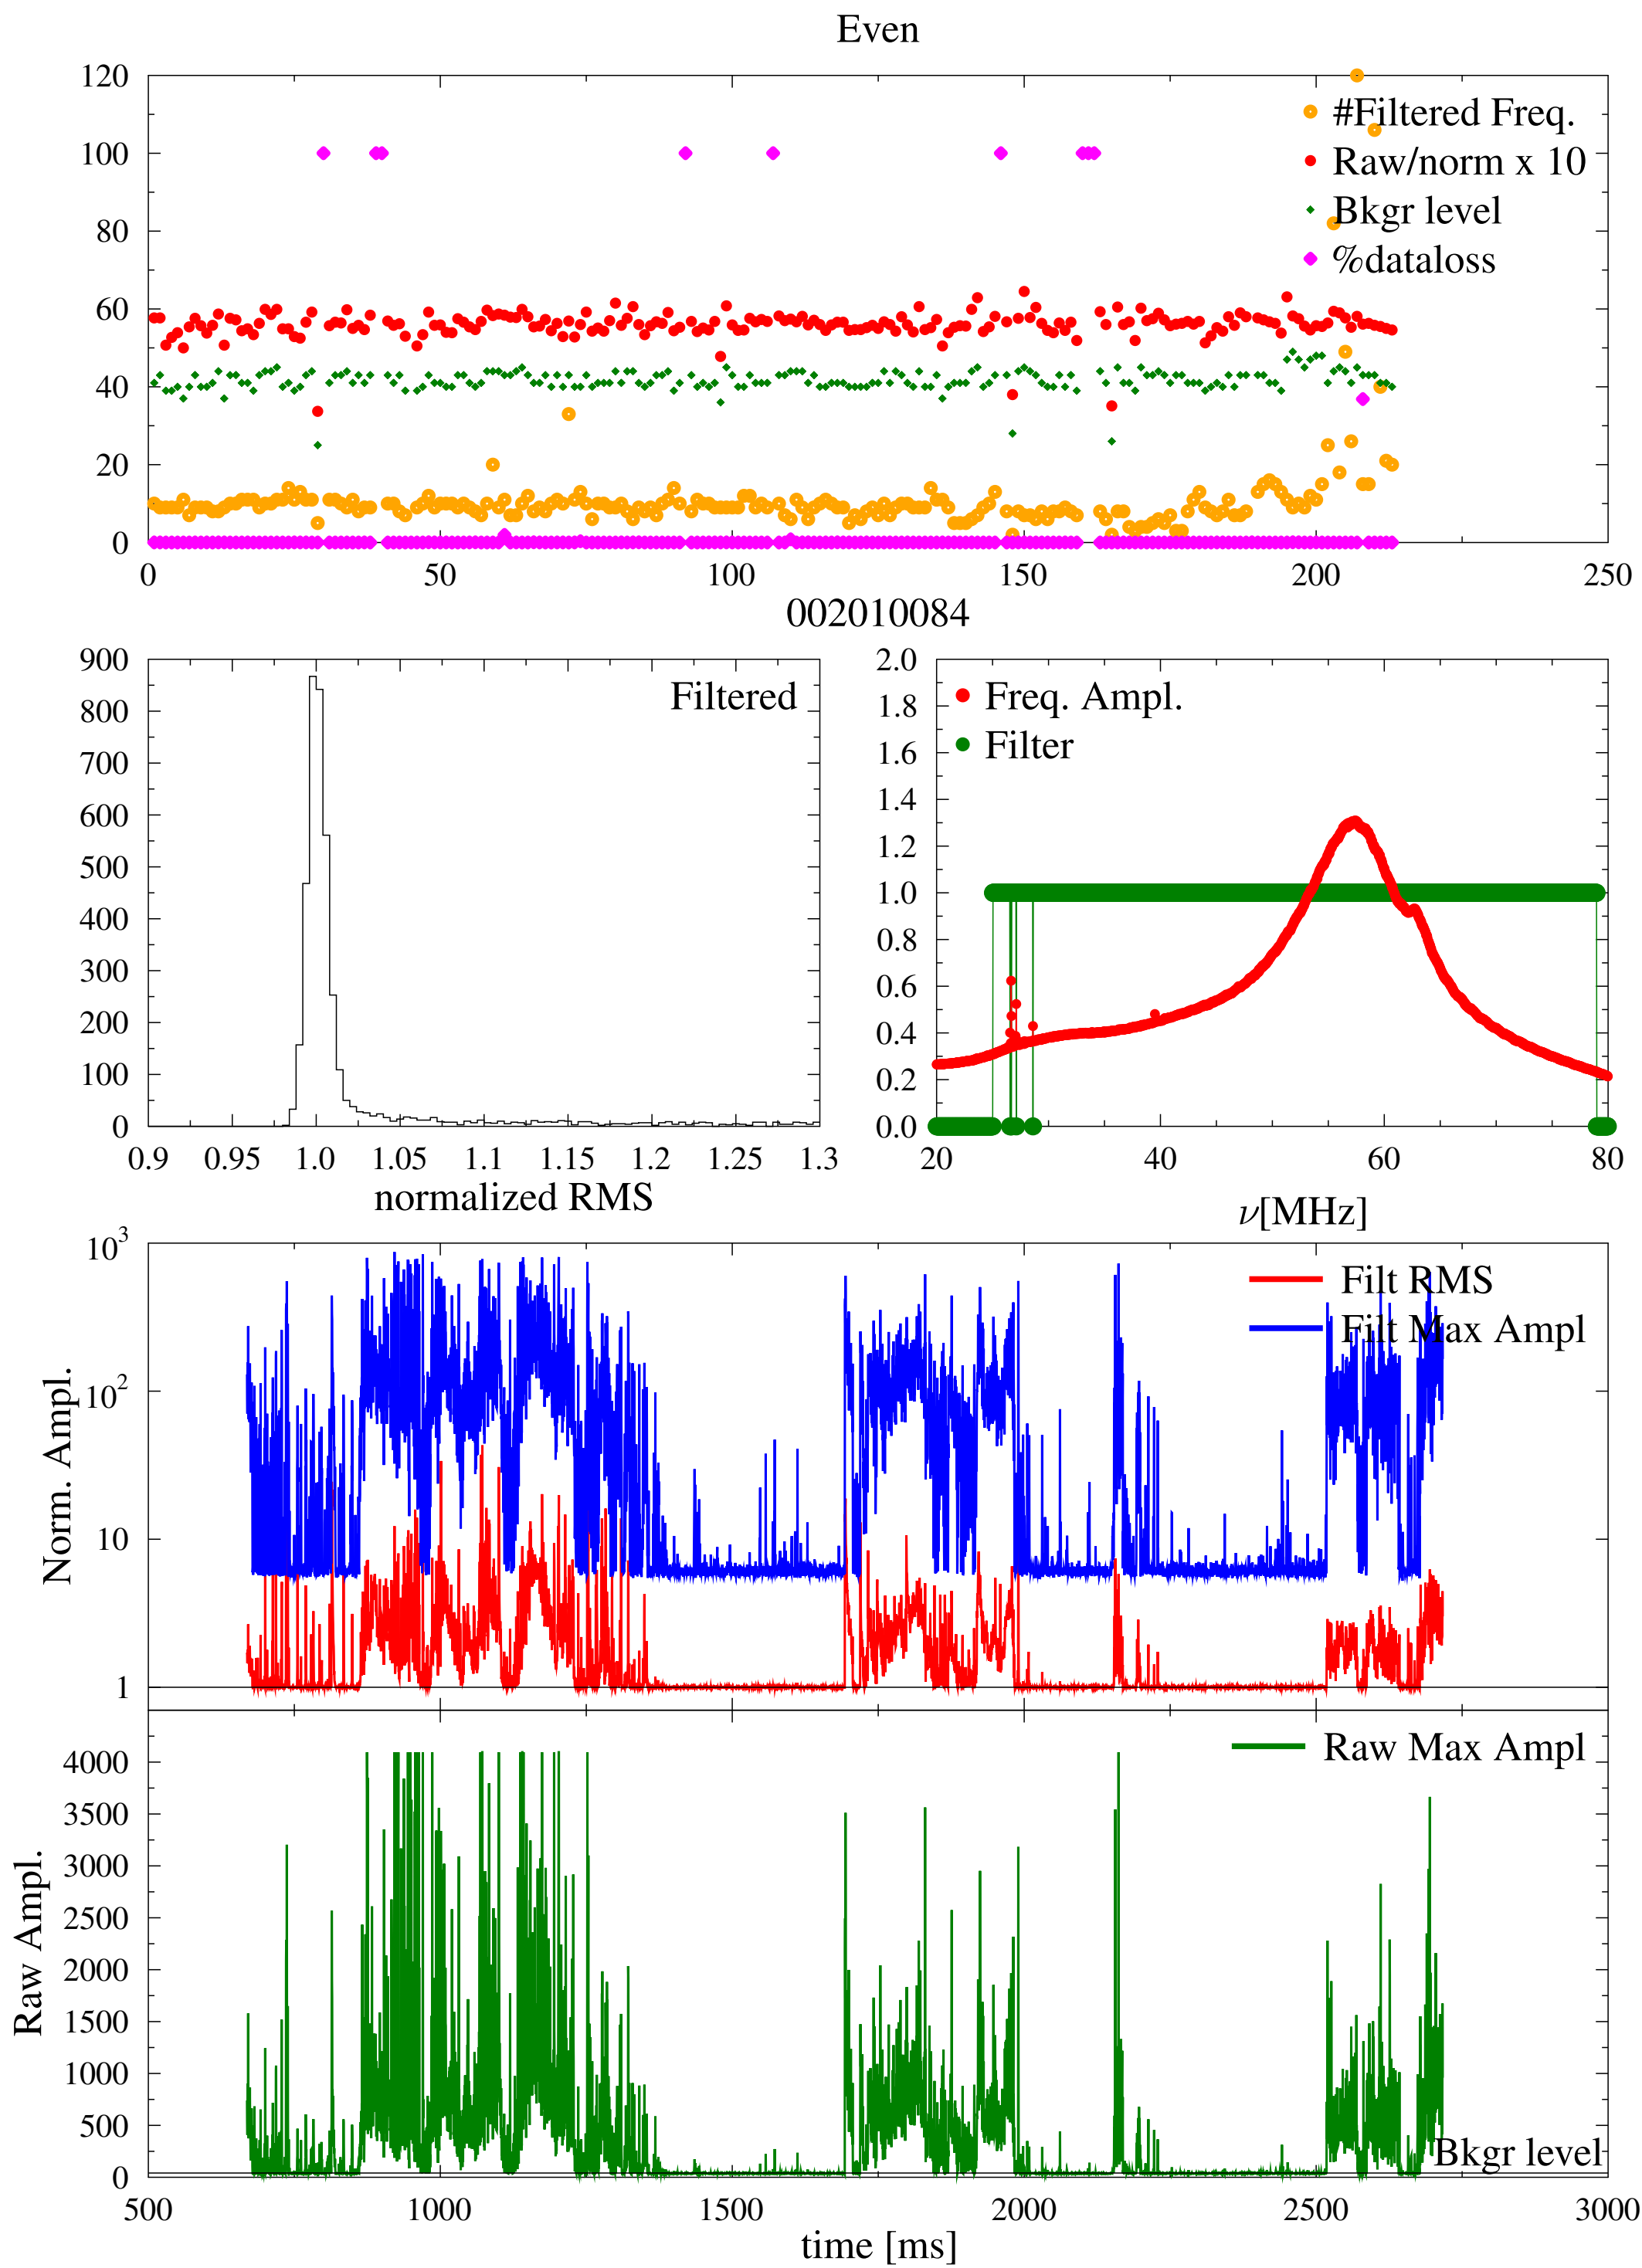 Even
120
100
80
60
40
20
0
#Filtered Freq.
Raw/norm x 10
Bkgr level
%dataloss
0 50 100 150 200 250
002010084
900
800
700
600
500
400
300
200
100
0
Filtered
0.9 0.95 1.0 1.05 1.1 1.15 1.2 1.25 1.3
normalized RMS
2.0
1.8
1.6
1.4
1.2
1.0
0.8
0.6
0.4
0.2
0.0
Freq. Ampl.
Filter
20 40 60 80
ν[MHz]
10³
10²
10
1
Norm. Ampl.
Filt RMS
Filt Max Ampl
4000
3500
3000
2500
2000
1500
1000
500
0
Raw Ampl.
Raw Max Ampl
Bkgr level
500 1000 1500 2000 2500 3000
time [ms]